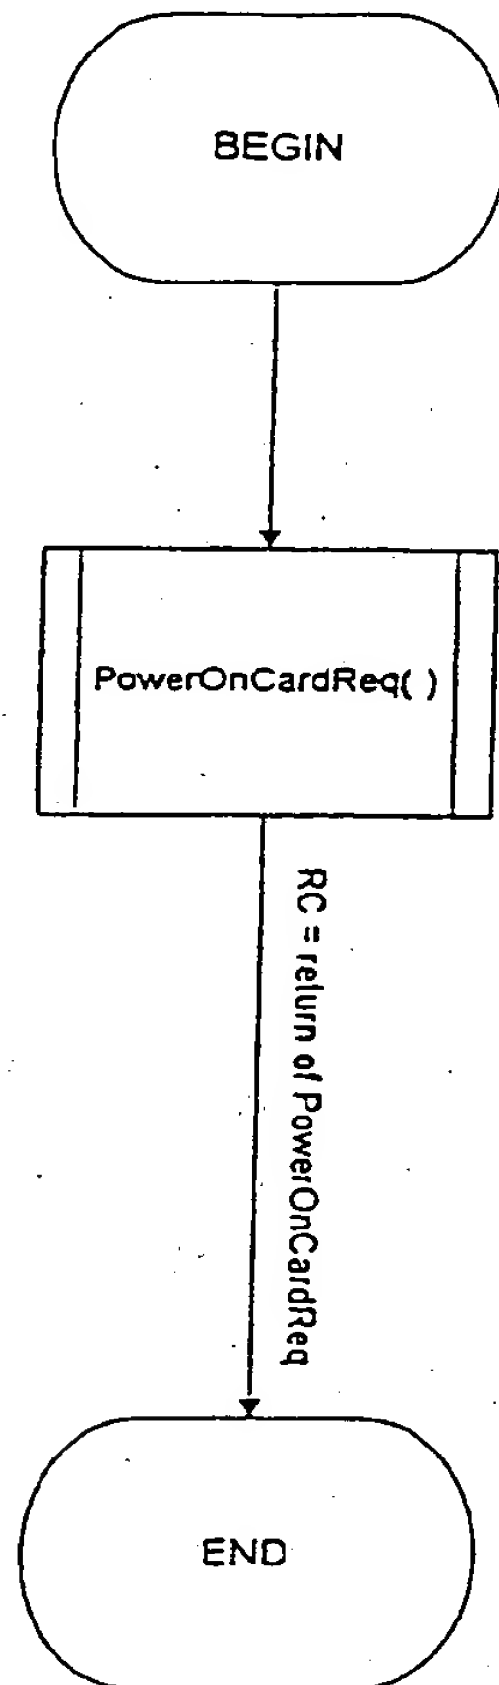 BEGIN
PowerOnCardReq( )
RC = return of PowerOnCardReq
END